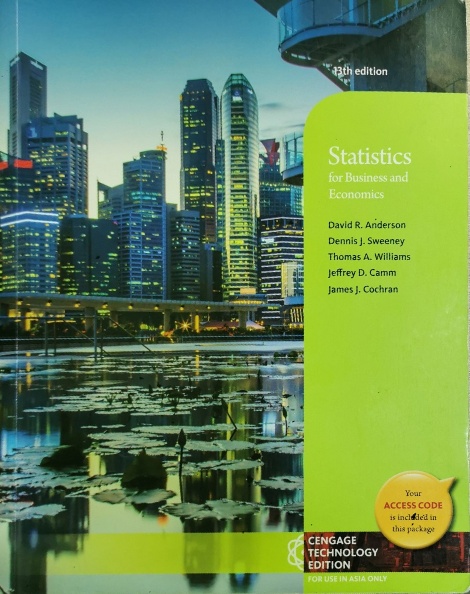 13th edition
Statistics
for Business and
Economics
David R. Anderson
Dennis J. Sweeney
Thomas A. Williams
Jeffrey D. Camm
James J. Cochran
Your
ACCESS CODE
is included in
this package
CENGAGE
TECHNOLOGY
EDITION
FOR USE IN ASIA ONLY